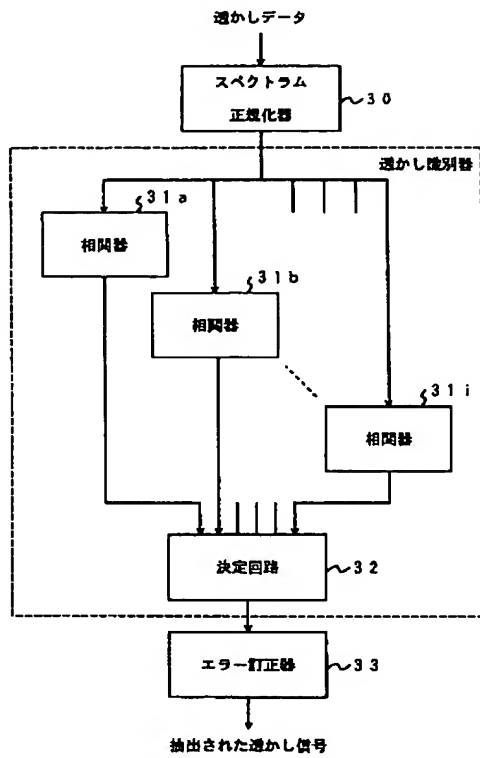 透かしデータ
スペクトラム
正規化器
30
透かし識別器
31a
相関器
31b
相関器
31i
相関器
決定回路
32
エラー訂正器
33
抽出された透かし信号